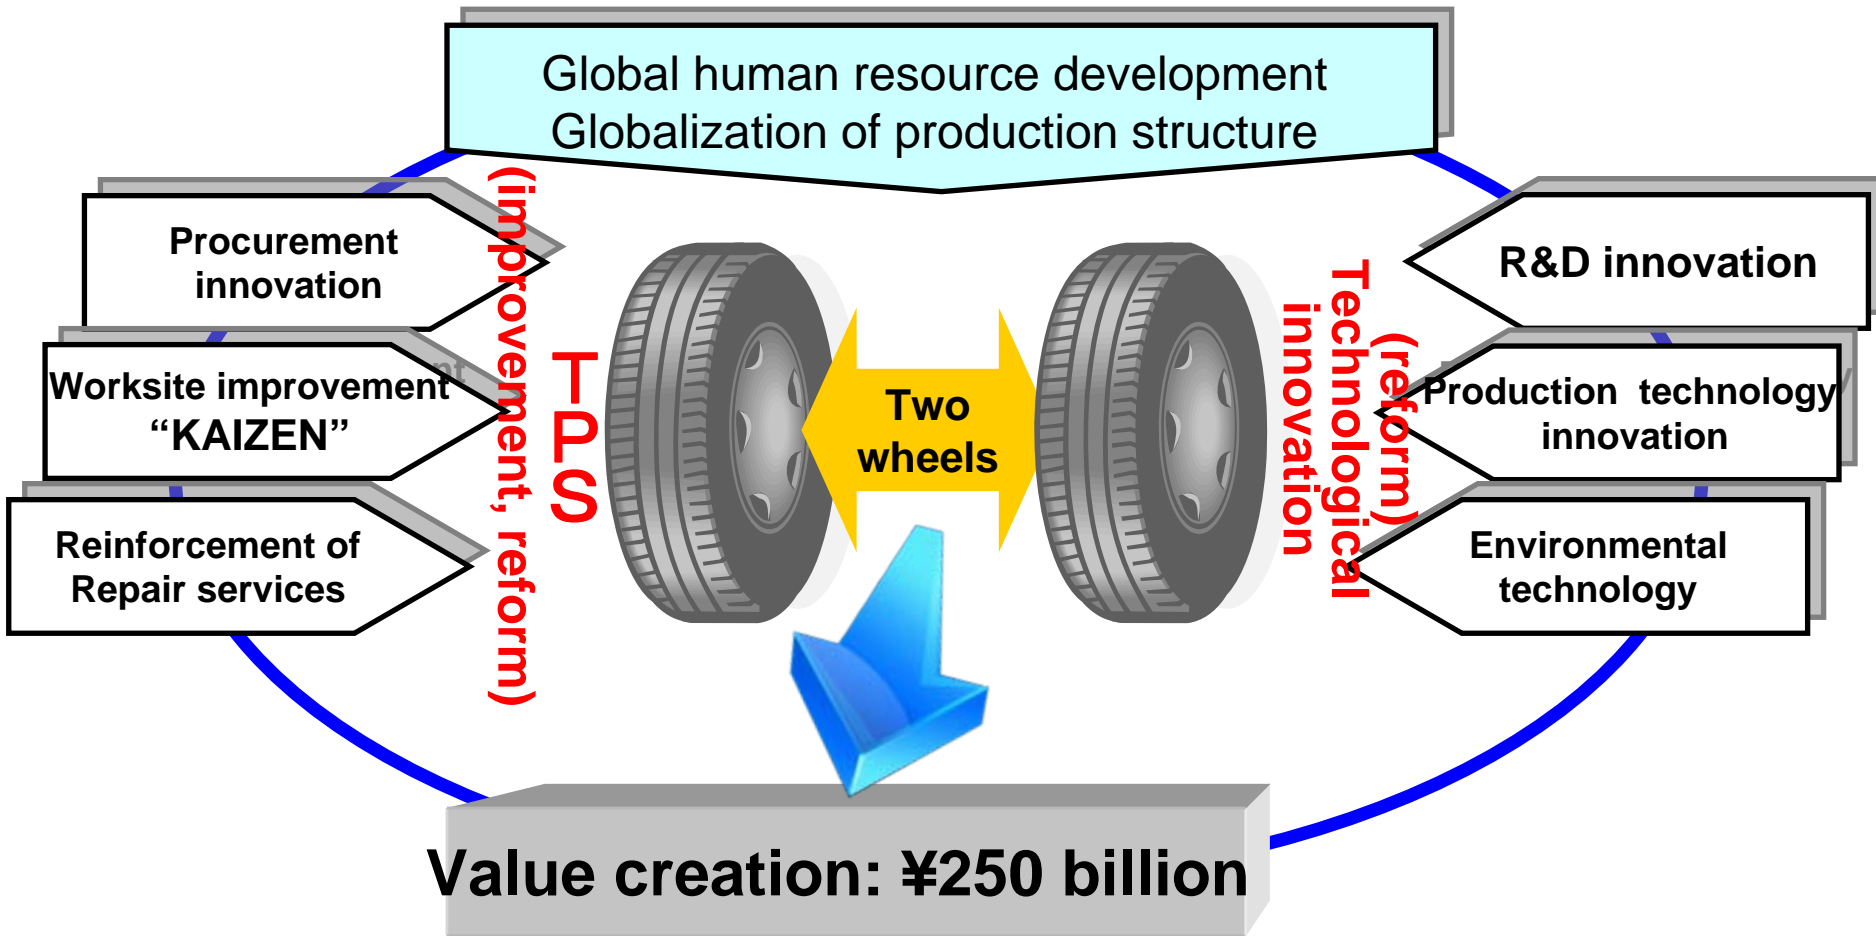 Global human resource development
Globalization of production structure
Procurement
innovation
Worksite improvement
“KAIZEN”
Reinforcement of
Repair services
(improvement, reform)
TPS
Two
wheels
Technological
innovation
(reform)
R&D innovation
Production technology
innovation
Environmental
technology
Value creation: ¥250 billion